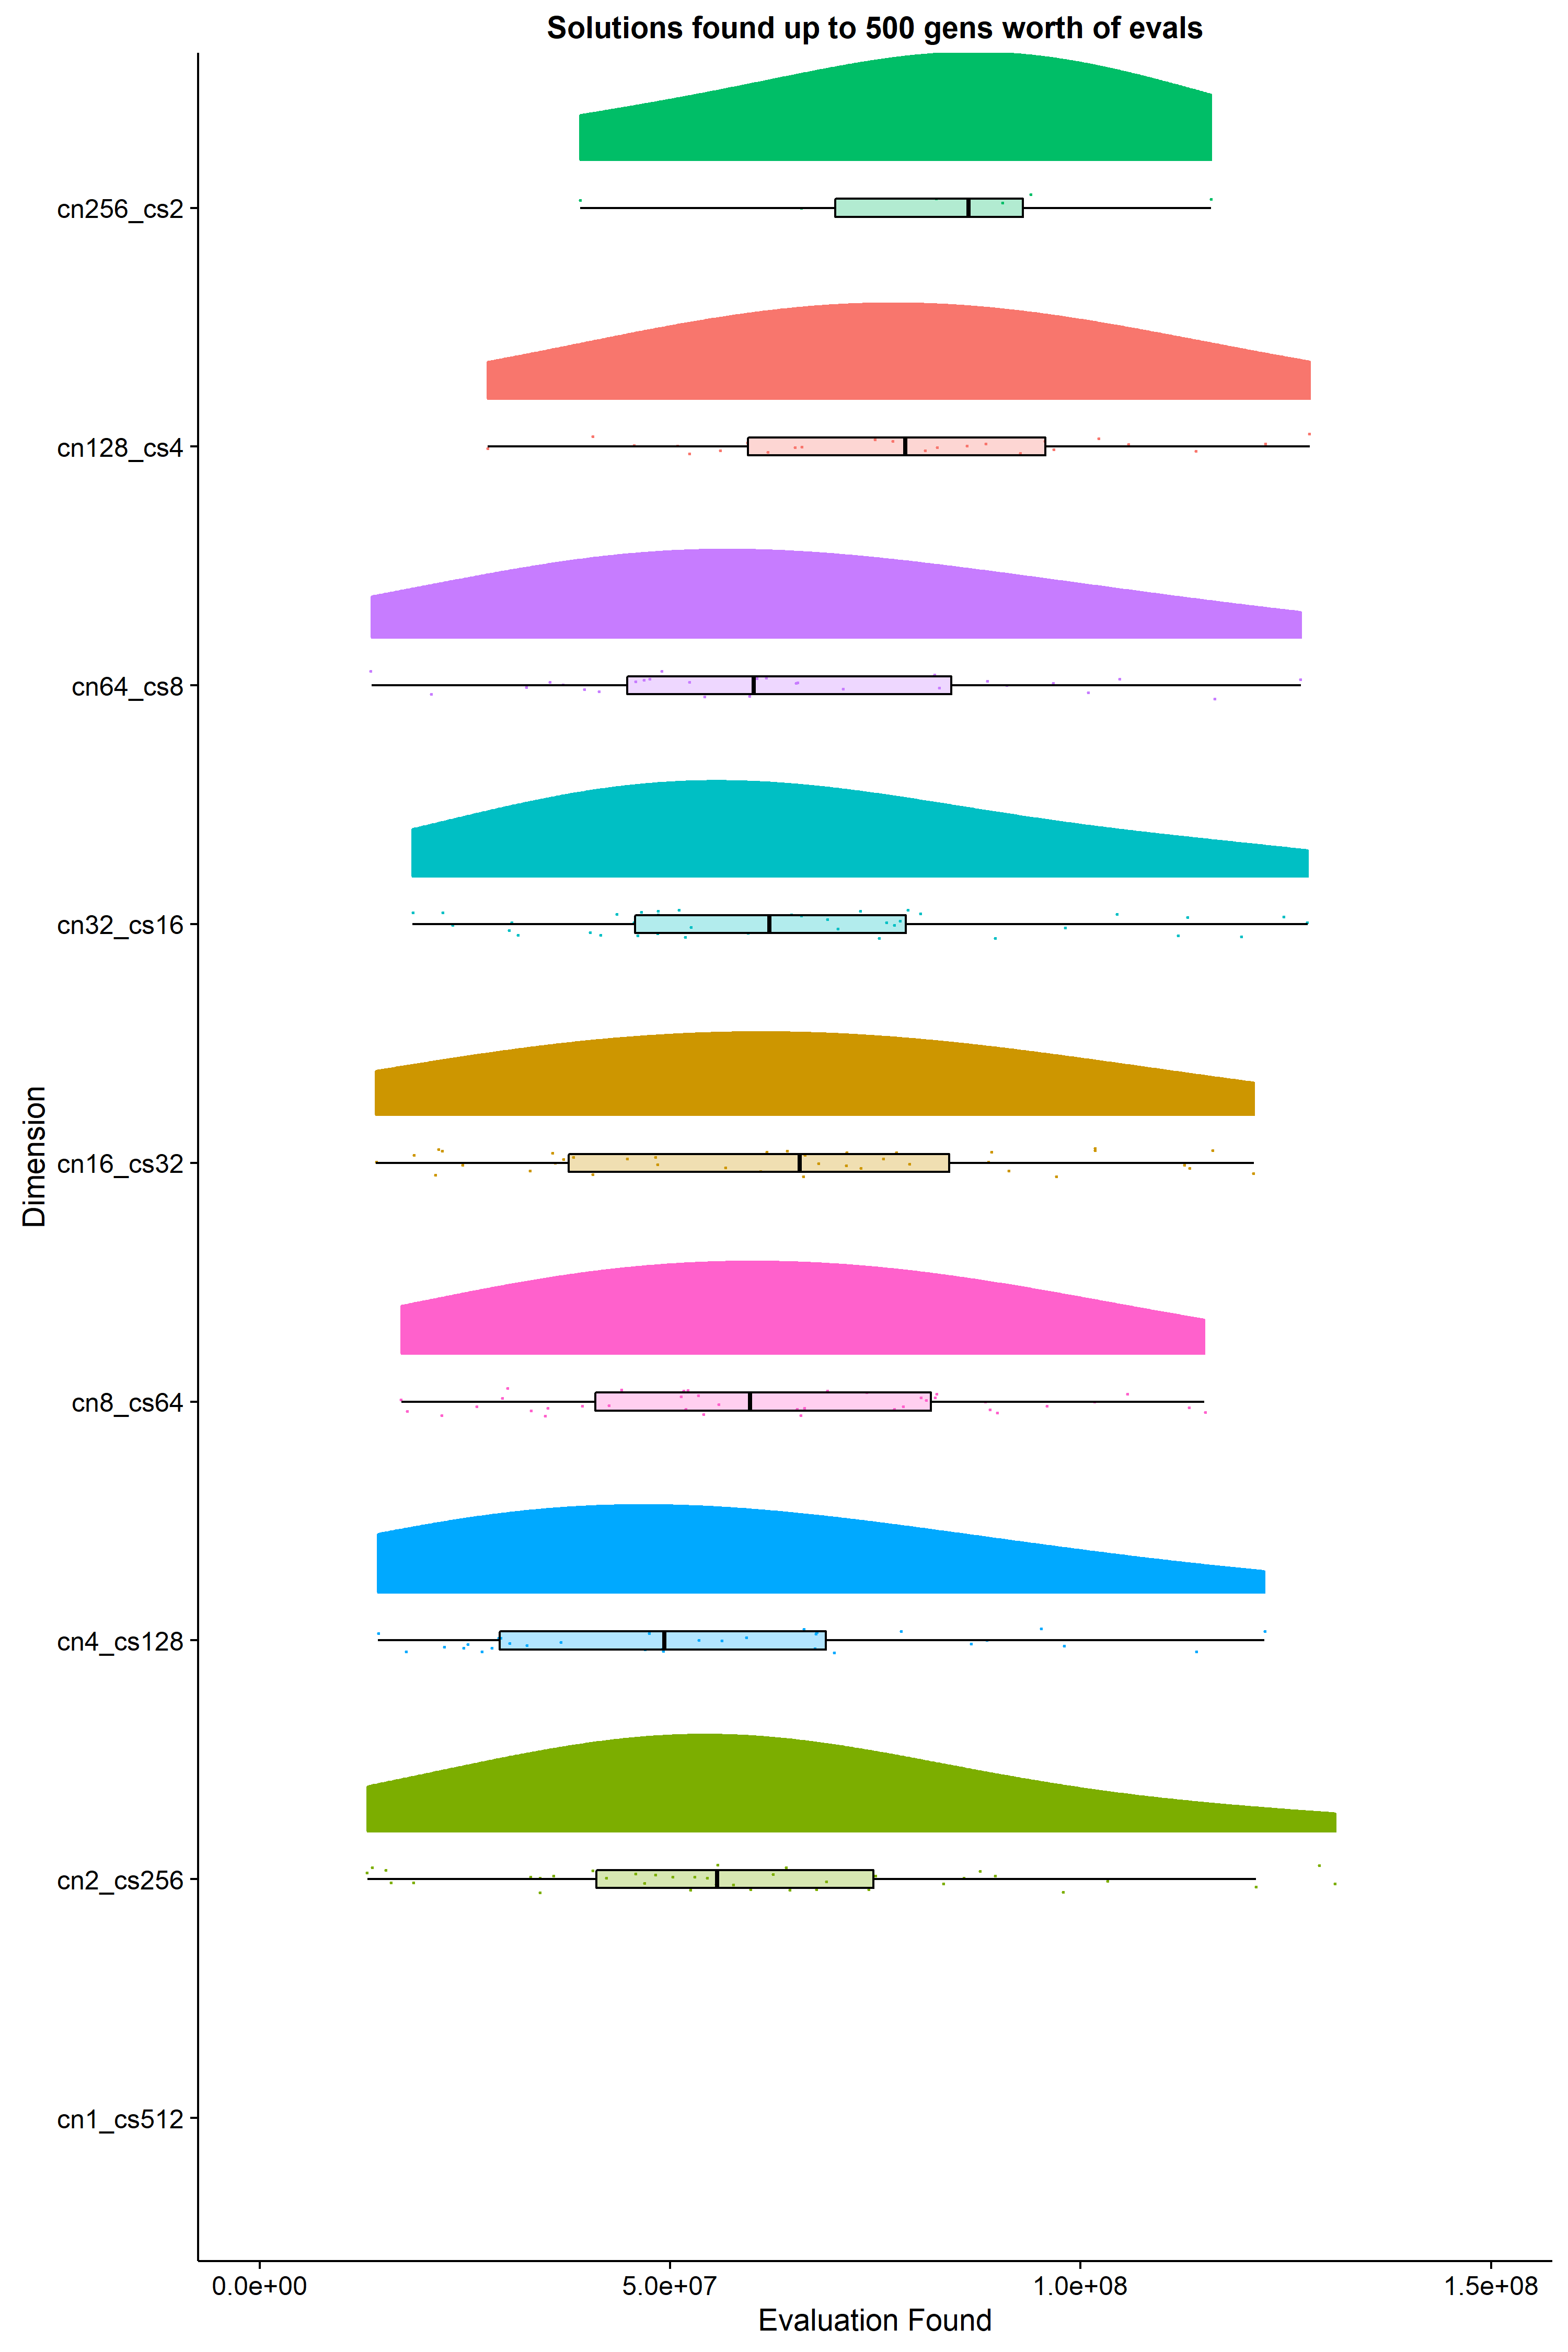 Solutions found up to 500 gens worth of evals
cn256_cs2
cn128_cs4
cn64_cs8
cn32_cs16
cn16_cs32
cn8_cs64
cn4_cs128
cn2_cs256
cn1_cs512
Dimension
0.0e+00 5.0e+07 1.0e+08 1.5e+08
Evaluation Found